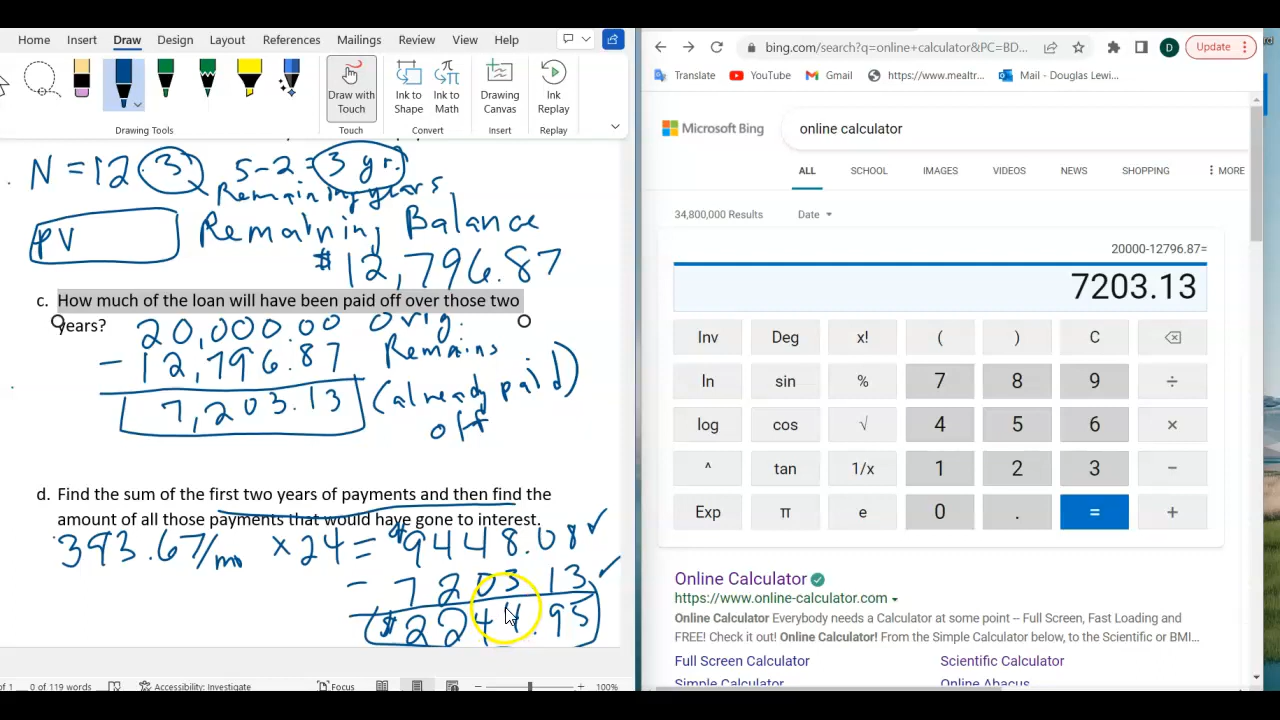 Home Insert Draw Design Layout References Mailings Review View Help
Draw with Touch
Ink to Shape
Ink to Math
Drawing Canvas
Ink Replay
Drawing Tools Touch Convert Insert Replay
N = 12 · 3 5-2 = 3 yr.
Remaining years
PV Remaining Balance
$12,796.87
c. How much of the loan will have been paid off over those two
years?
20,000.00 orig.
- 12,796.87 Remains
7,203.13 (already paid
off)
d. Find the sum of the first two years of payments and then find the
amount of all those payments that would have gone to interest.
393.67/mo × 24 = $9448.08 ✓
- 7203.13 ✓
$2244.95
of 1 0 of 119 words Accessibility: Investigate Focus 100%
bing.com/search?q=online+calculator&PC=BD...
D
Update
Translate YouTube Gmail https://www.mealtr... Mail - Douglas Lewi...
Microsoft Bing online calculator
ALL SCHOOL IMAGES VIDEOS NEWS SHOPPING MORE
34,800,000 Results Date
20000-12796.87=
7203.13
Inv Deg x! ( ) C
ln sin % 7 8 9 ÷
log cos √ 4 5 6 ×
^ tan 1/x 1 2 3 −
Exp π e 0 . = +
Online Calculator
https://www.online-calculator.com
Online Calculator Everybody needs a Calculator at some point -- Full Screen, Fast Loading and
FREE! Check it out! Online Calculator! From the Simple Calculator below, to the Scientific or BMI...
Full Screen Calculator Scientific Calculator
Simple Calculator Online Abacus